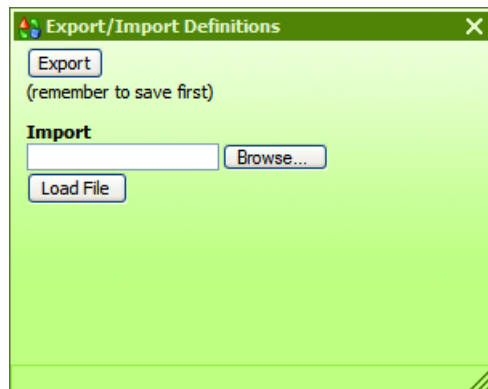 Export/Import Definitions
Export
(remember to save first)
Import
Browse...
Load File